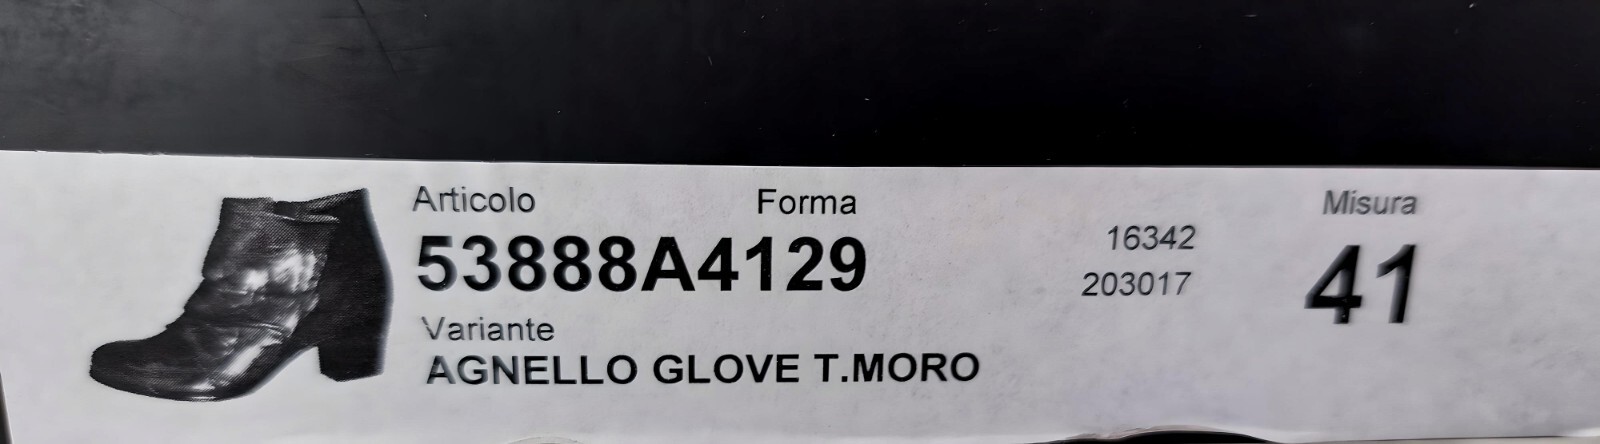 Articolo Forma Misura
53888A4129 16342 41
203017
Variante
AGNELLO GLOVE T.MORO